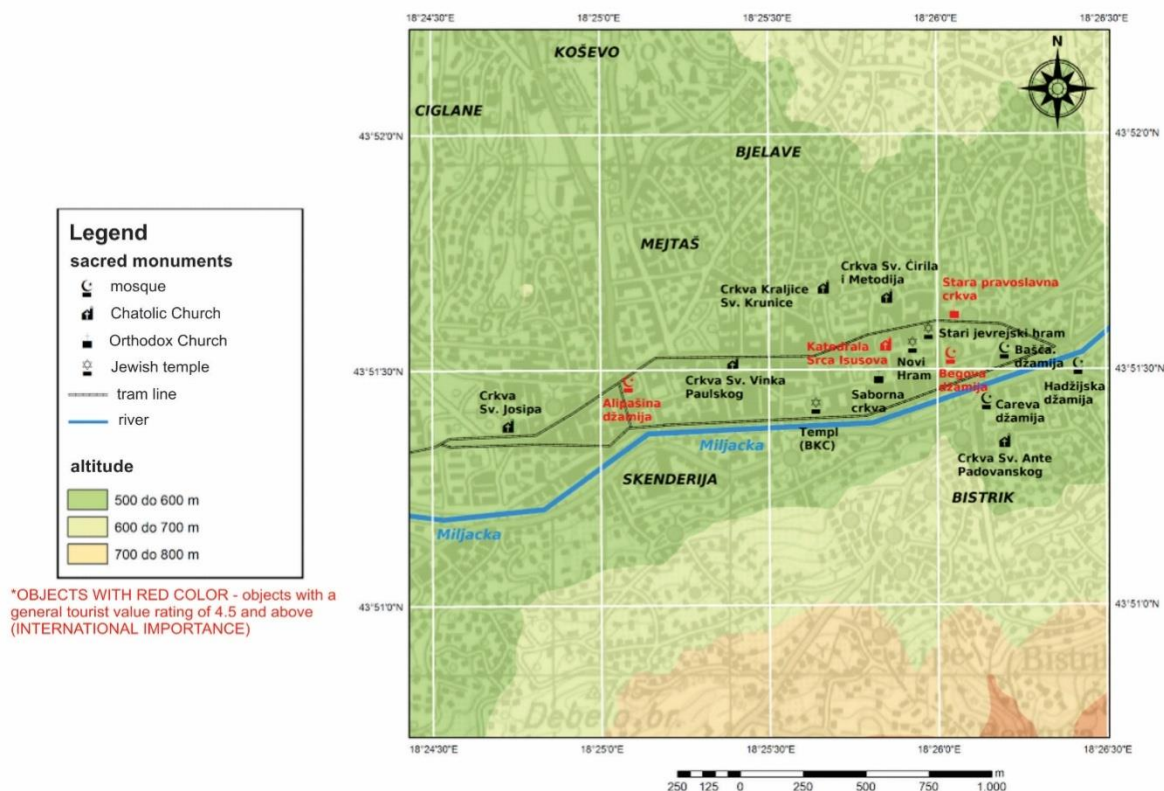 18°24'30"E
18°25'0"E
18°25'30"E
18°26'0"E
18°26'30"E
N
KOŠEVO
CIGLANE
43°52'0"N
43°52'0"N
BJELAVE
MEJTAŠ
Crkva Sv. Ćirila
i Metodija
Crkva Kraljice
Sv. Krunice
Stara pravoslavna
crkva
Stari jevrejski hram
Katedrala
Srca Isusova
Novi
Hram
Begova
džamija
Bašča.
džamija
43°51'30"N
43°51'30"N
Hadžijska
džamija
Crkva Sv. Vinka
Paulskog
Saborna
crkva
Careva
džamija
Crkva
Sv. Josipa
Alipašina
džamija
Templ
(BKC)
Miljacka
Crkva Sv. Ante
Padovanskog
SKENDERIJA
BISTRIK
Miljacka
43°51'0"N
43°51'0"N
Debelo br.
Bistrik
18°24'30"E
18°25'0"E
18°25'30"E
18°26'0"E
18°26'30"E
250 125 0 250 500 750 1.000 m
Legend
sacred monuments
mosque
Chatolic Church
Orthodox Church
Jewish temple
tram line
river
altitude
500 do 600 m
600 do 700 m
700 do 800 m
*OBJECTS WITH RED COLOR - objects with a
general tourist value rating of 4.5 and above
(INTERNATIONAL IMPORTANCE)